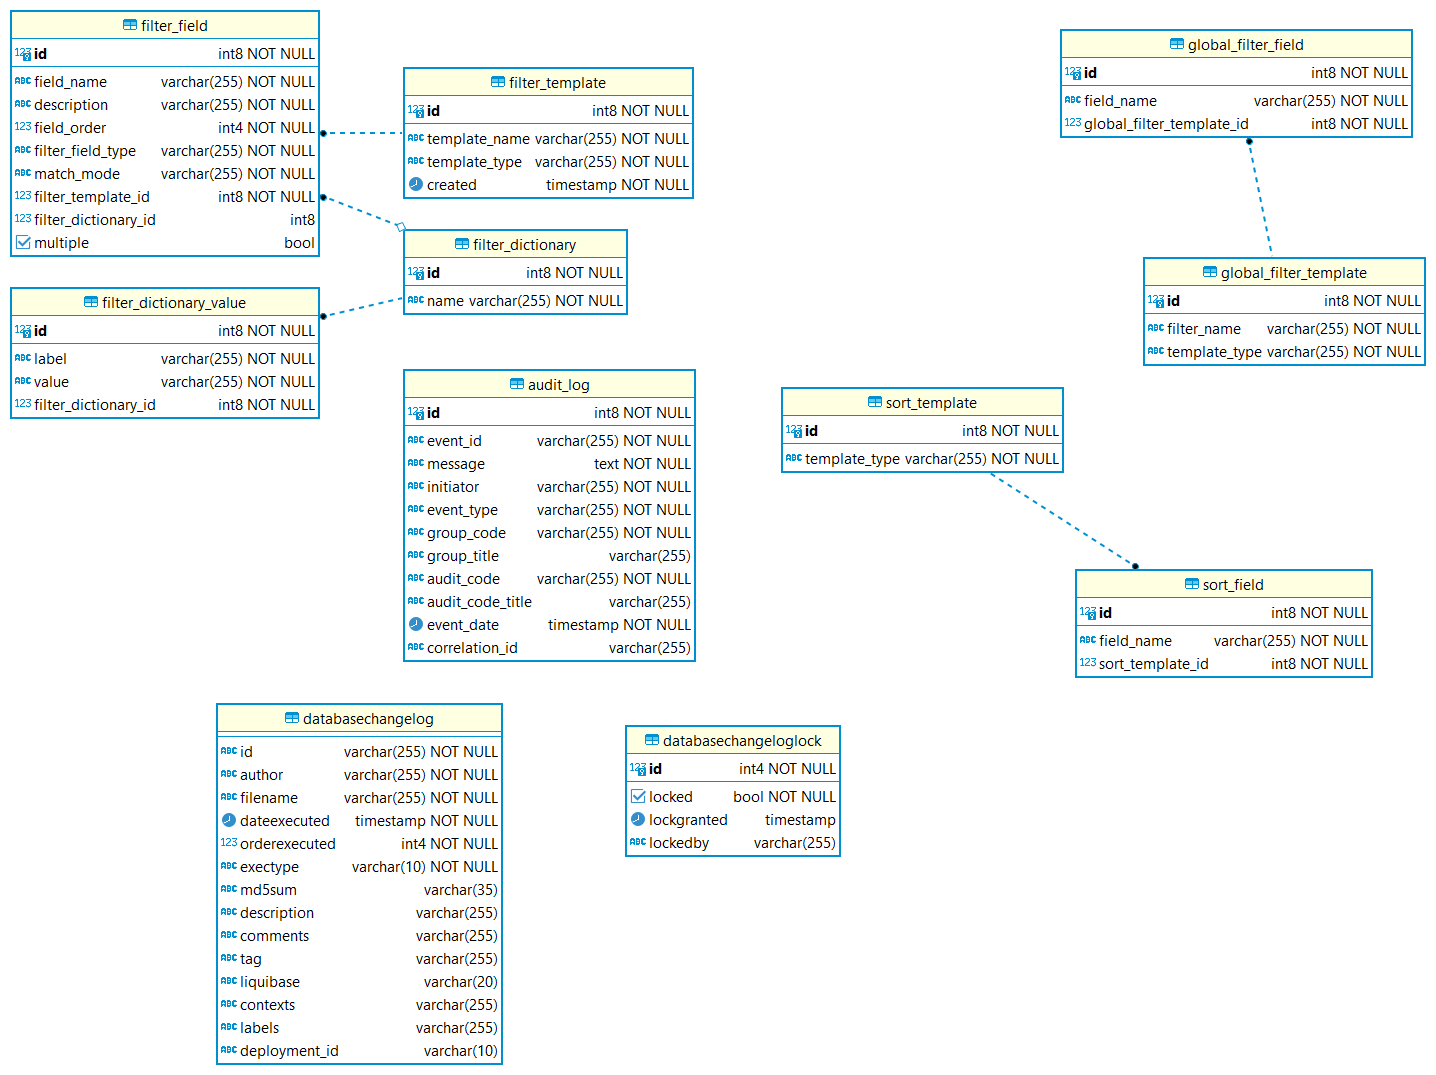 filter_field
id int8 NOT NULL
field_name varchar(255) NOT NULL
description varchar(255) NOT NULL
field_order int4 NOT NULL
filter_field_type varchar(255) NOT NULL
match_mode varchar(255) NOT NULL
filter_template_id int8 NOT NULL
filter_dictionary_id int8
multiple bool
filter_template
id int8 NOT NULL
template_name varchar(255) NOT NULL
template_type varchar(255) NOT NULL
created timestamp NOT NULL
global_filter_field
id int8 NOT NULL
field_name varchar(255) NOT NULL
global_filter_template_id int8 NOT NULL
filter_dictionary
id int8 NOT NULL
name varchar(255) NOT NULL
global_filter_template
id int8 NOT NULL
filter_name varchar(255) NOT NULL
template_type varchar(255) NOT NULL
filter_dictionary_value
id int8 NOT NULL
label varchar(255) NOT NULL
value varchar(255) NOT NULL
filter_dictionary_id int8 NOT NULL
audit_log
id int8 NOT NULL
event_id varchar(255) NOT NULL
message text NOT NULL
initiator varchar(255) NOT NULL
event_type varchar(255) NOT NULL
group_code varchar(255) NOT NULL
group_title varchar(255)
audit_code varchar(255) NOT NULL
audit_code_title varchar(255)
event_date timestamp NOT NULL
correlation_id varchar(255)
sort_template
id int8 NOT NULL
template_type varchar(255) NOT NULL
sort_field
id int8 NOT NULL
field_name varchar(255) NOT NULL
sort_template_id int8 NOT NULL
databasechangelog
id varchar(255) NOT NULL
author varchar(255) NOT NULL
filename varchar(255) NOT NULL
dateexecuted timestamp NOT NULL
orderexecuted int4 NOT NULL
exectype varchar(10) NOT NULL
md5sum varchar(35)
description varchar(255)
comments varchar(255)
tag varchar(255)
liquibase varchar(20)
contexts varchar(255)
labels varchar(255)
deployment_id varchar(10)
databasechangeloglock
id int4 NOT NULL
locked bool NOT NULL
lockgranted timestamp
lockedby varchar(255)